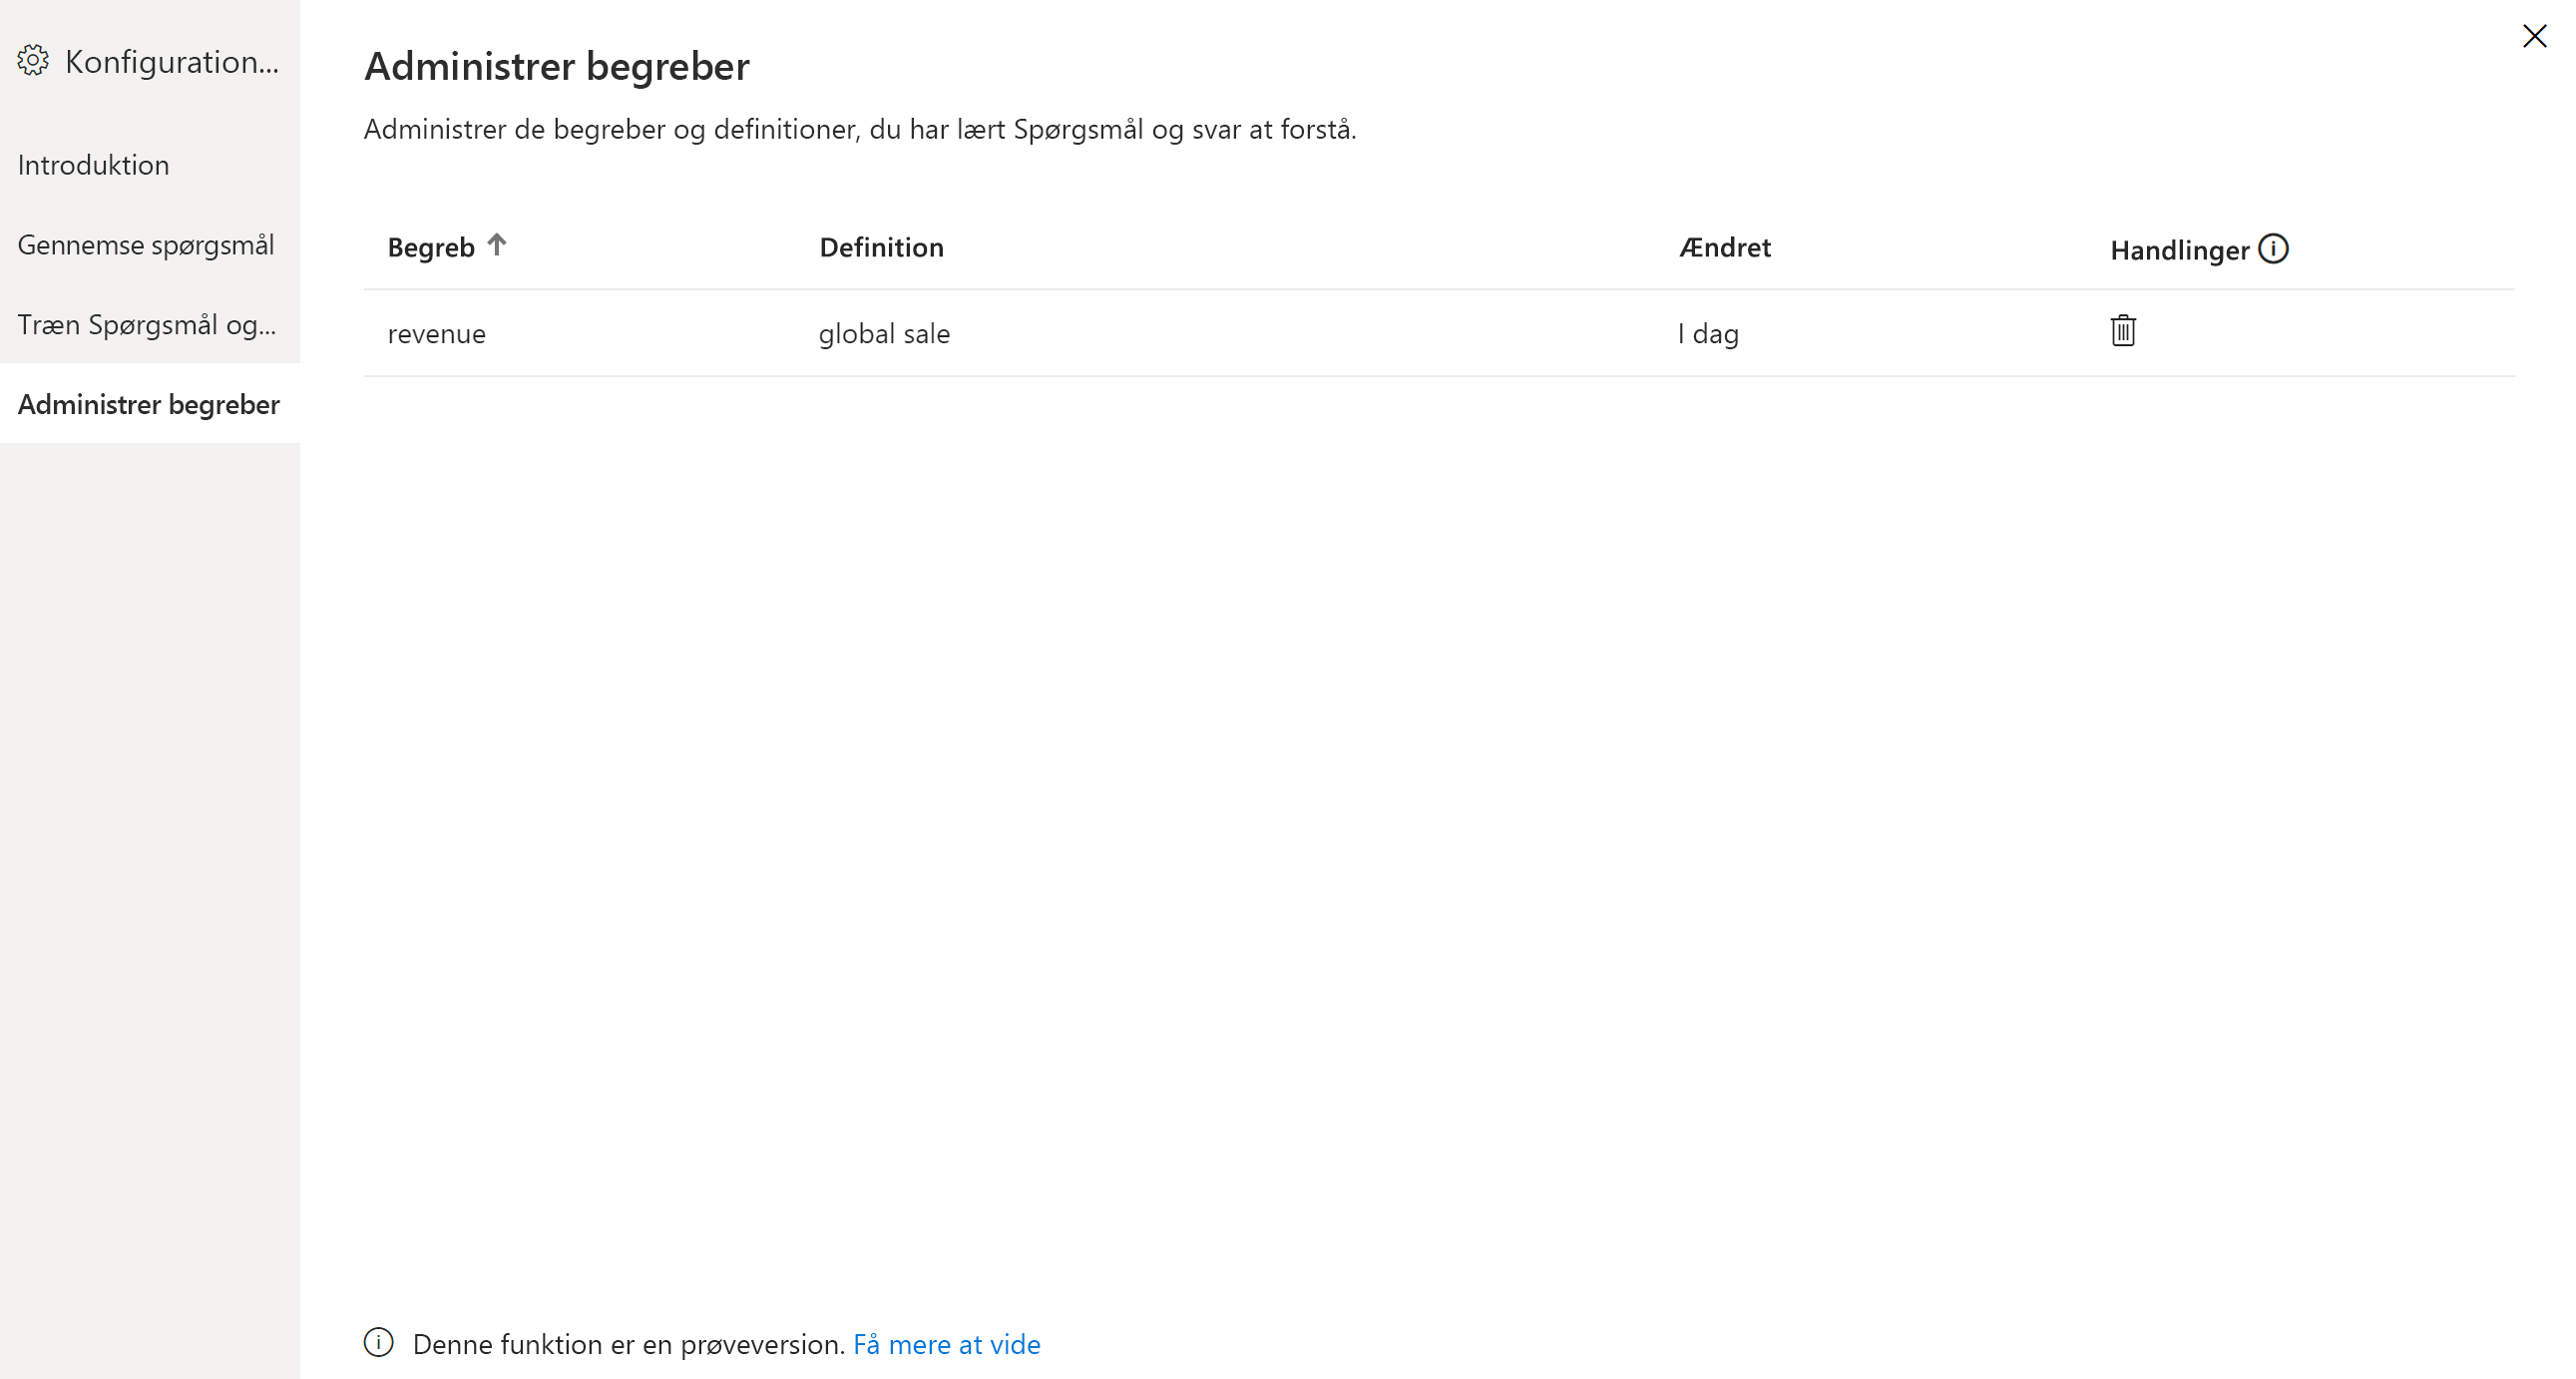 Konfiguration...
Introduktion
Gennemse spørgsmål
Træn Spørgsmål og...
Administrer begreber
Administrer begreber
Administrer de begreber og definitioner, du har lært Spørgsmål og svar at forstå.
Begreb Definition Ændret Handlinger
revenue global sale I dag
Denne funktion er en prøveversion. Få mere at vide